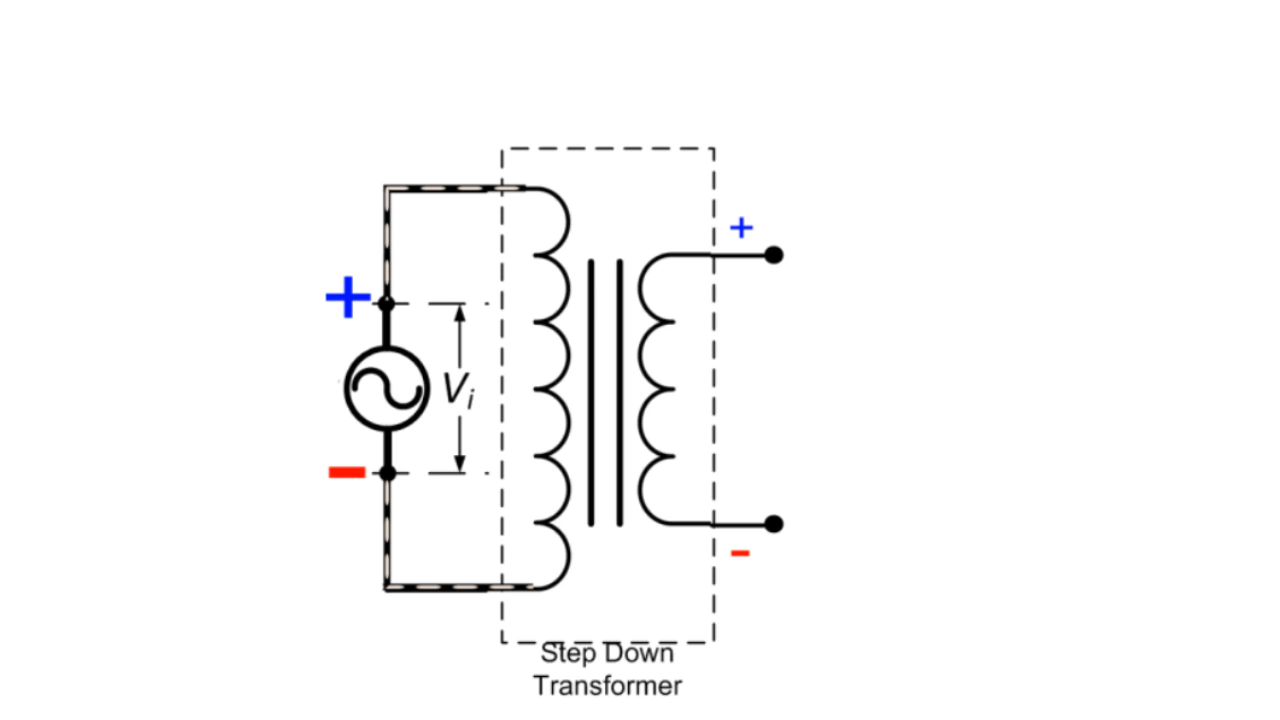 +
+
Vi
-
-
Step Down
Transformer